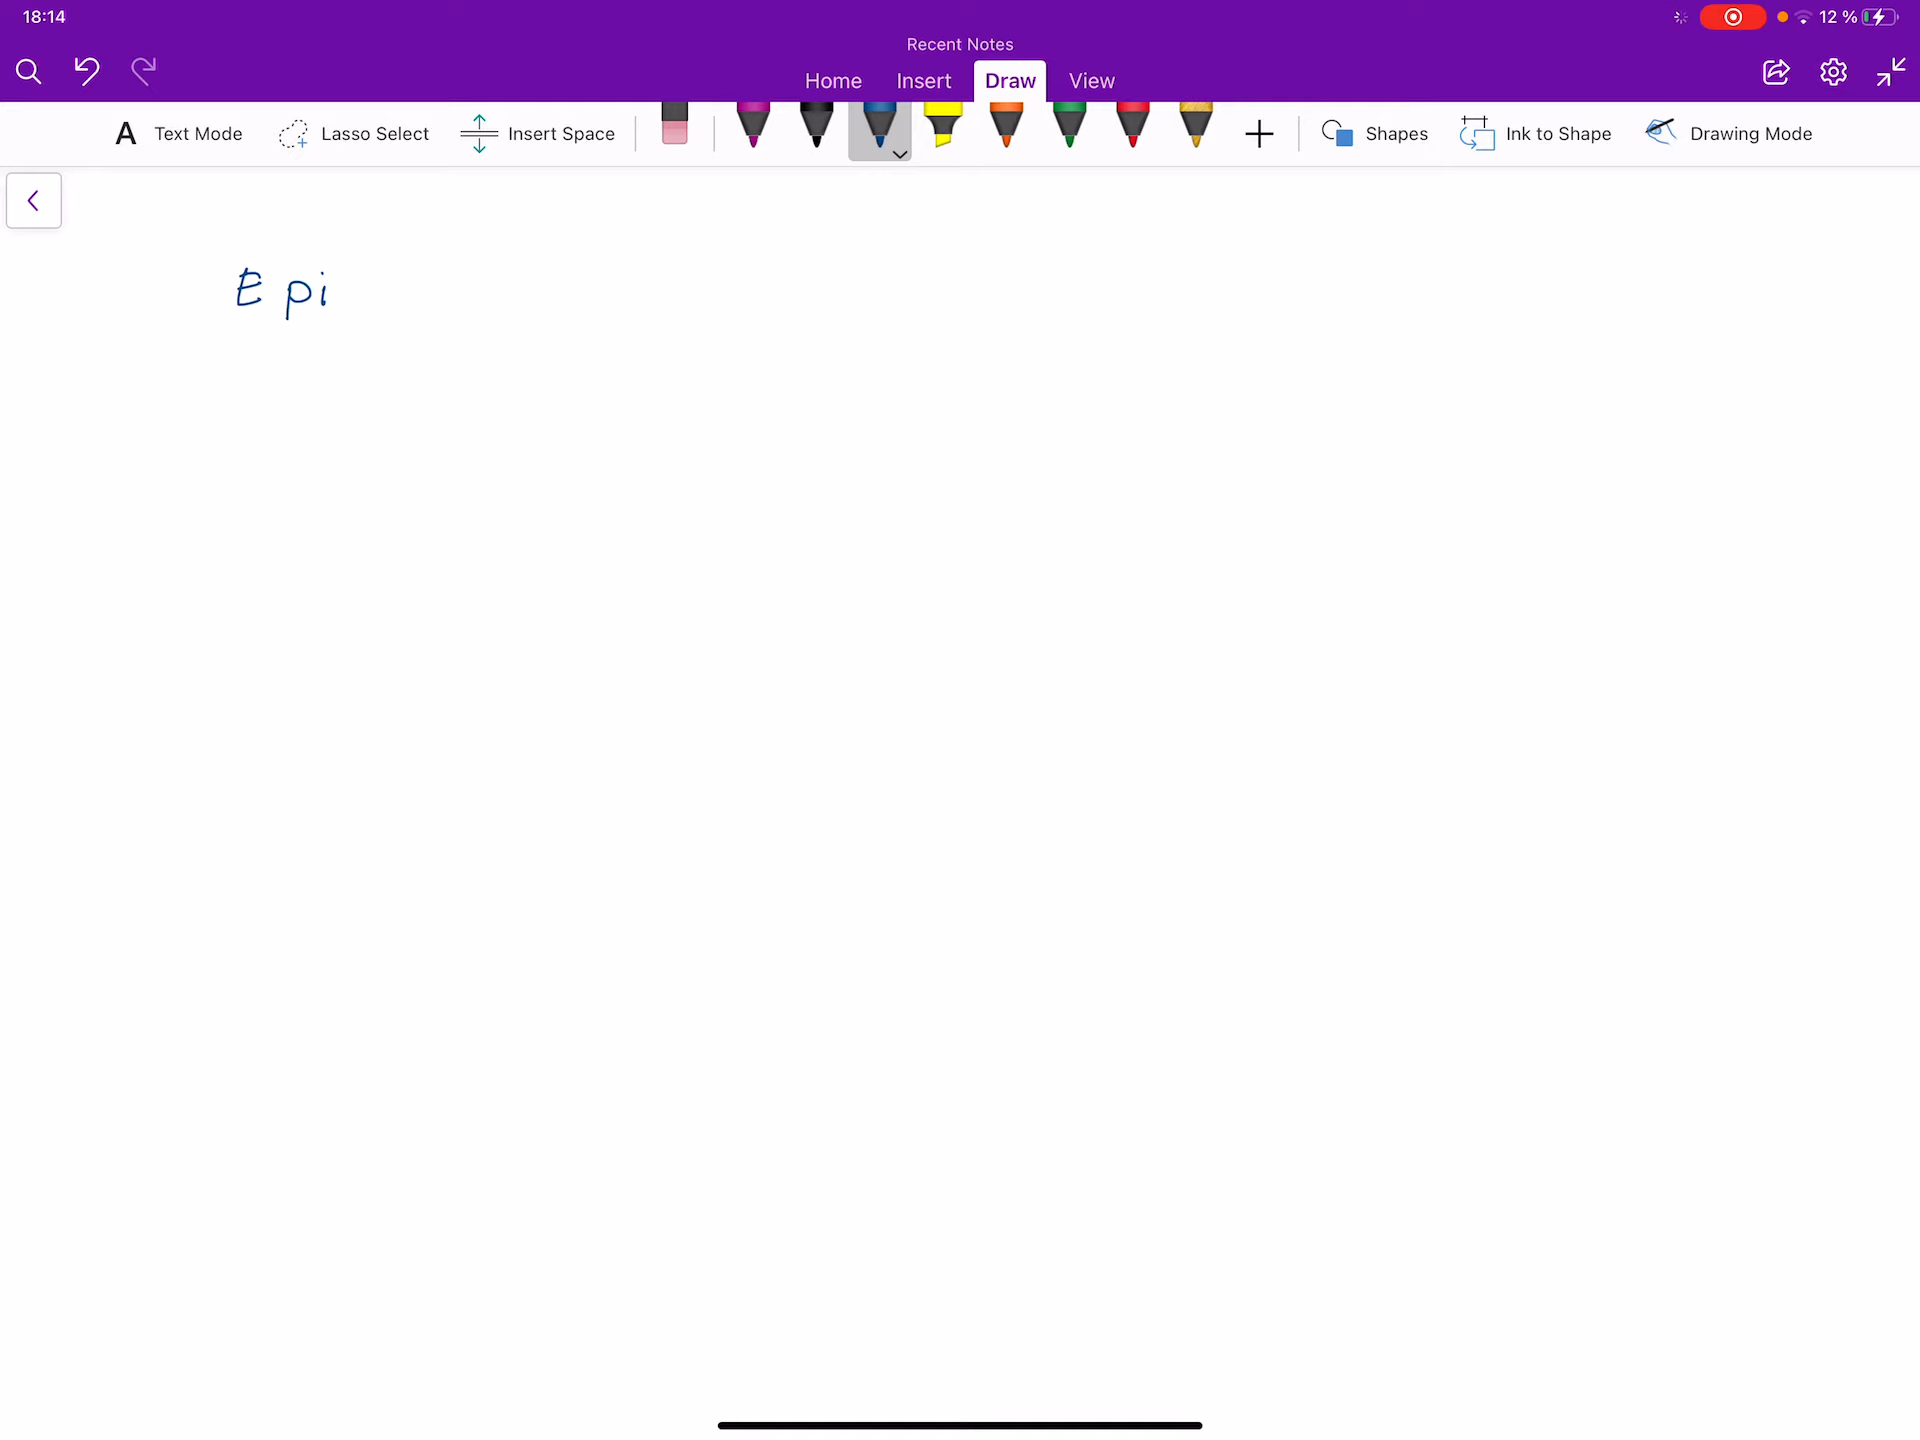 18:14
12 %
Recent Notes
Home Insert Draw View
A Text Mode Lasso Select Insert Space Shapes Ink to Shape Drawing Mode
E pi